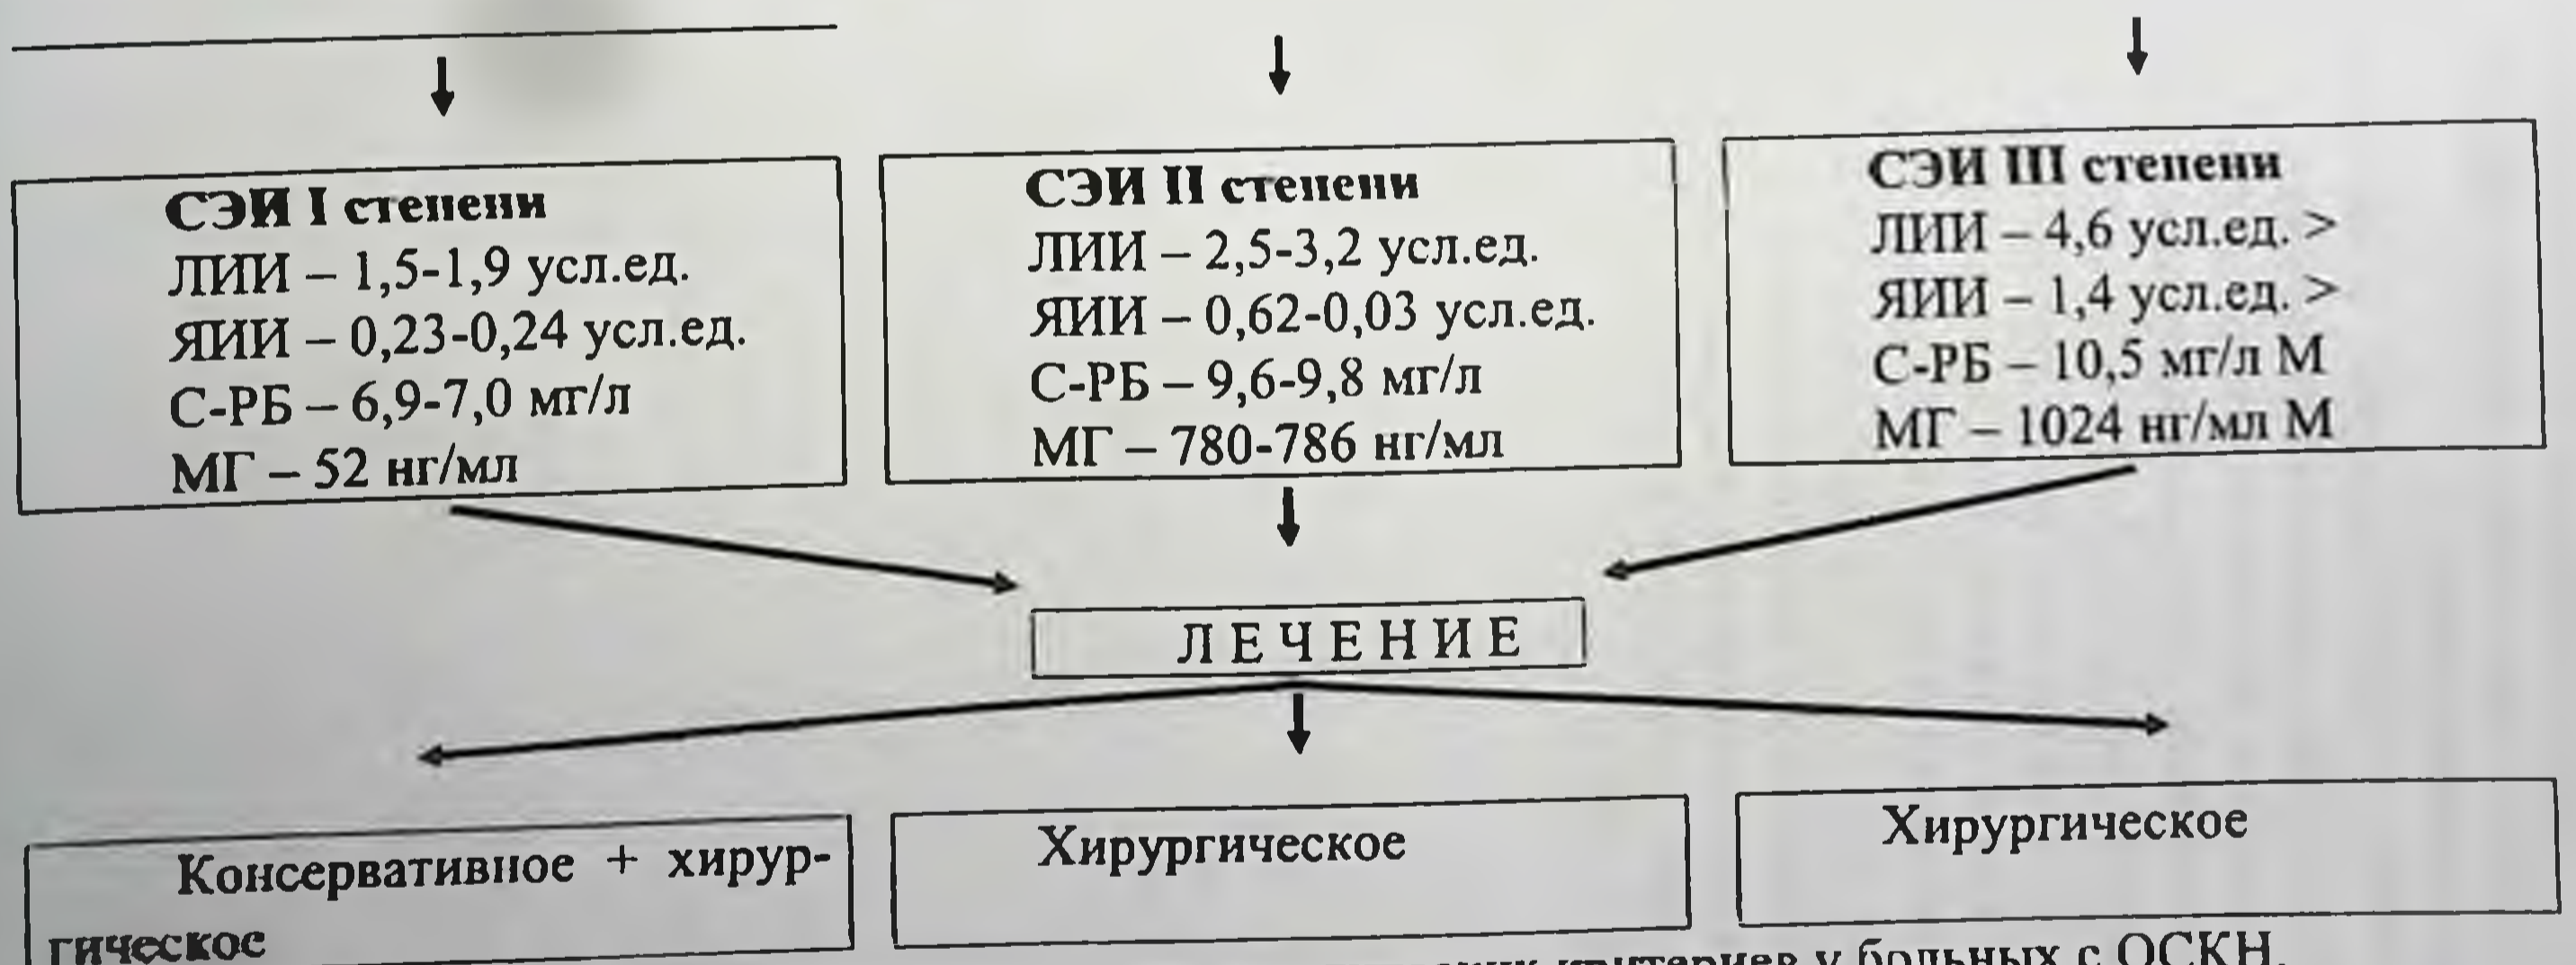 СЭИ I степени
ЛИИ – 1,5-1,9 усл.ед.
ЯИИ – 0,23-0,24 усл.ед.
С-РБ – 6,9-7,0 мг/л
МГ – 52 нг/мл
СЭИ II степени
ЛИИ – 2,5-3,2 усл.ед.
ЯИИ – 0,62-0,03 усл.ед.
С-РБ – 9,6-9,8 мг/л
МГ – 780-786 нг/мл
СЭИ III степени
ЛИИ – 4,6 усл.ед. >
ЯИИ – 1,4 усл.ед. >
С-РБ – 10,5 мг/л М
МГ – 1024 нг/мл М
Л Е Ч Е Н И Е
Консервативное + хирур-
гическое
Хирургическое
Хирургическое
критериев у больных с ОСКН.